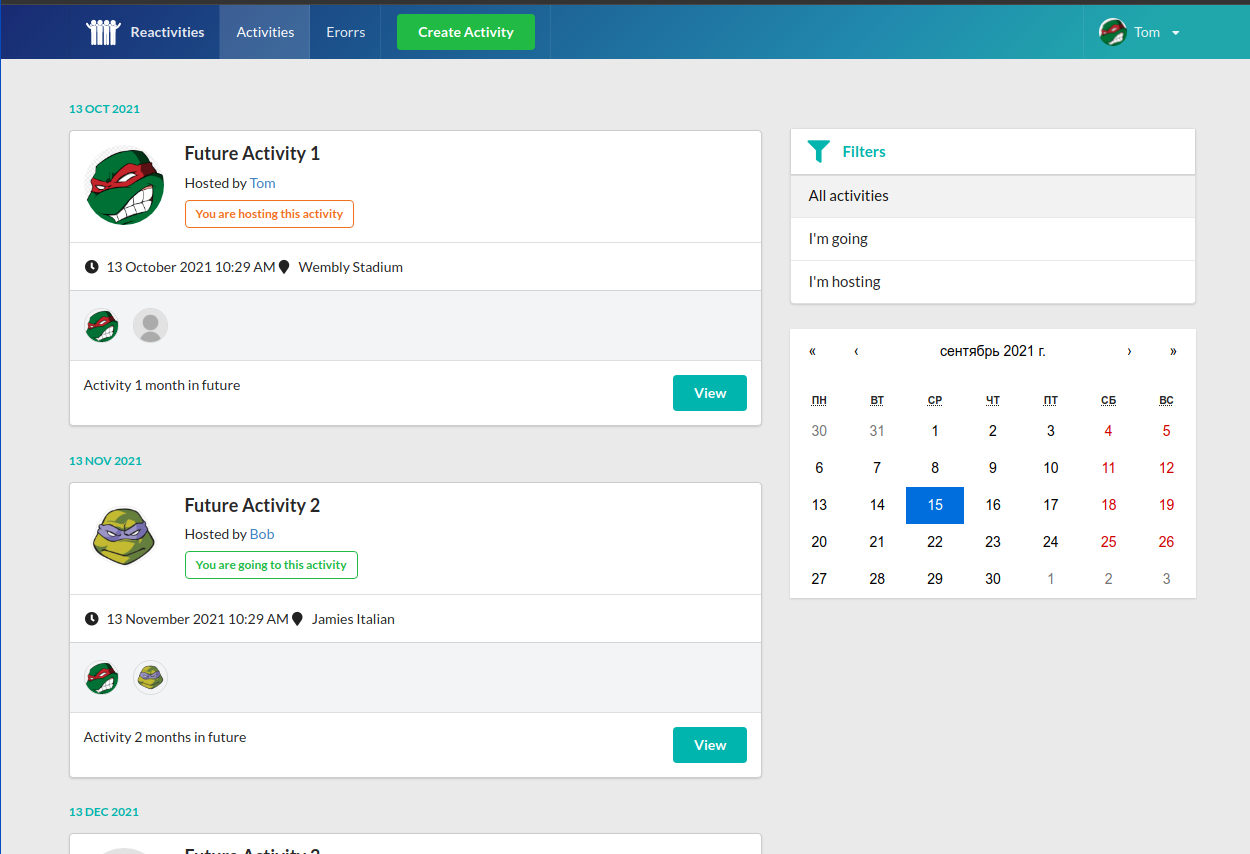 Reactivities Activities Erorrs Create Activity Tom
13 OCT 2021
Future Activity 1
Hosted by Tom
You are hosting this activity
13 October 2021 10:29 AM Wembly Stadium
Activity 1 month in future
View
13 NOV 2021
Future Activity 2
Hosted by Bob
You are going to this activity
13 November 2021 10:29 AM Jamies Italian
Activity 2 months in future
View
13 DEC 2021
Filters
All activities
I'm going
I'm hosting
« ‹ сентябрь 2021 г. › »
ПН ВТ СР ЧТ ПТ СБ ВС
30 31 1 2 3 4 5
6 7 8 9 10 11 12
13 14 15 16 17 18 19
20 21 22 23 24 25 26
27 28 29 30 1 2 3